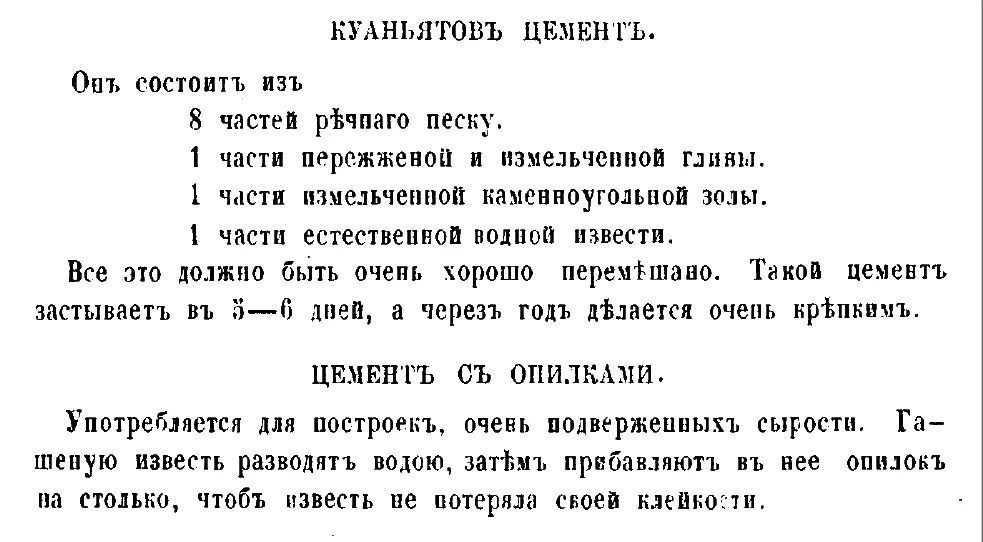 КУАНЬЯТОВЪ ЦЕМЕНТЪ.
Онъ состоитъ изъ
8 частей рѣчнаго песку.
1 части пережженой и измельченной глины.
1 части измельченной каменноугольной золы.
1 части естественной водной извести.
Все это должно быть очень хорошо перемѣшано. Такой цементъ
застываетъ въ 5—6 дней, а черезъ годъ дѣлается очень крѣпкимъ.
ЦЕМЕНТЪ СЪ ОПИЛКАМИ.
Употребляется для построекъ, очень подверженныхъ сырости. Га-
шеную известь разводятъ водою, затѣмъ прибавляютъ въ нее опилокъ
на столько, чтобъ известь не потеряла своей клейкости.